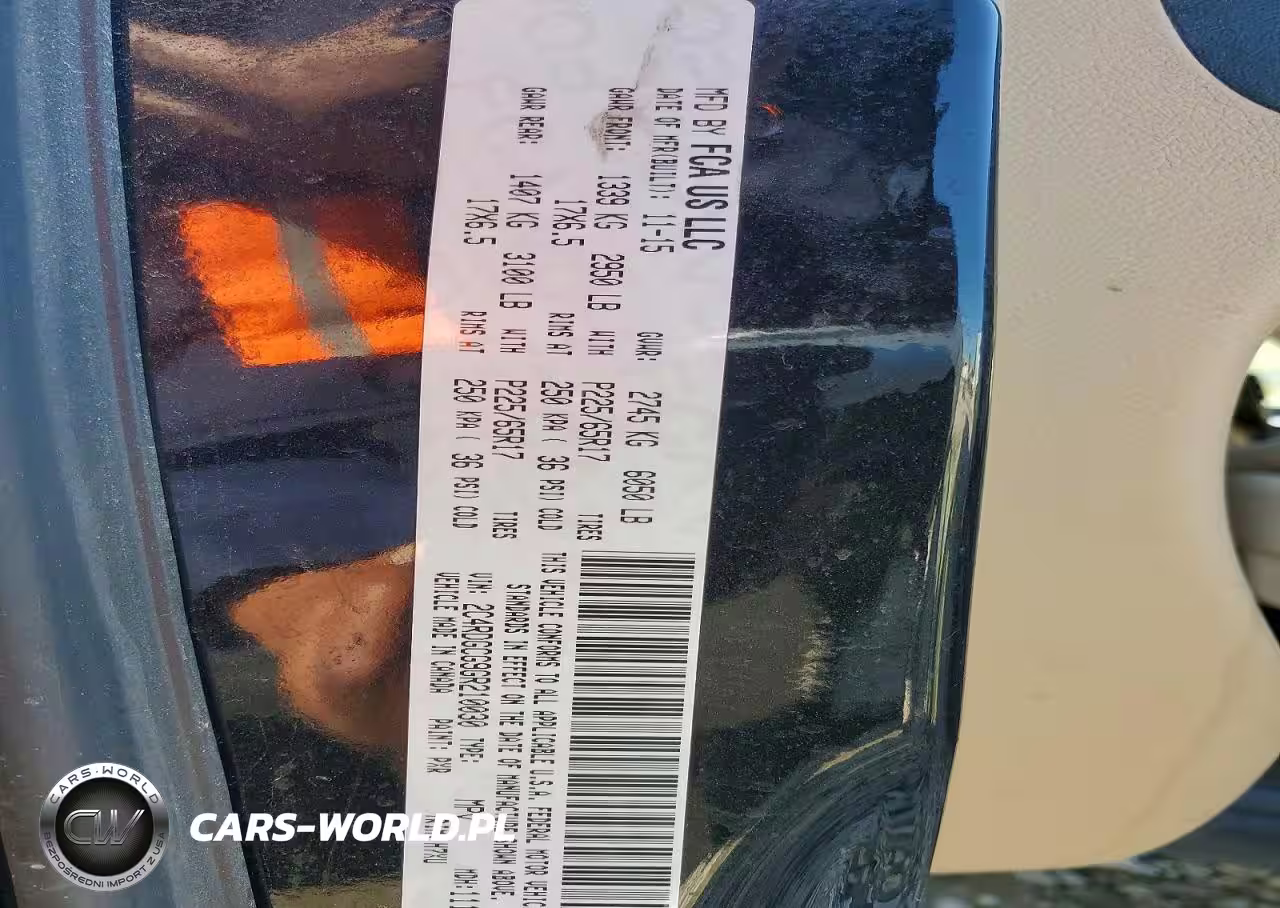 MFD BY FCA US LLC
DATE OF MFR(BUILT): 11-15 GVWR: 2745 KG 6050 LB
GAWR FRONT: 1339 KG 2950 LB WITH P225/65R17 TIRES
17X6.5 RIMS AT 250 KPA( 36 PSI) COLD
GAWR REAR: 1407 KG 3100 LB WITH P225/65R17 TIRES
17X6.5 RIMS AT 250 KPA( 36 PSI) COLD
THIS VEHICLE CONFORMS TO ALL APPLICABLE U.S.A. FEDERAL MOTOR VEHIC
STANDARDS IN EFFECT ON THE DATE OF MANUFAC SHOWN ABOVE.
VIN: 2C4RDGCG9GR210030 TYPE: MP
VEHICLE MADE IN CANADA PAINT: PXR
CARS-WORLD
CW
BEZPOŚREDNI IMPORT Z USA
CARS-WORLD.PL